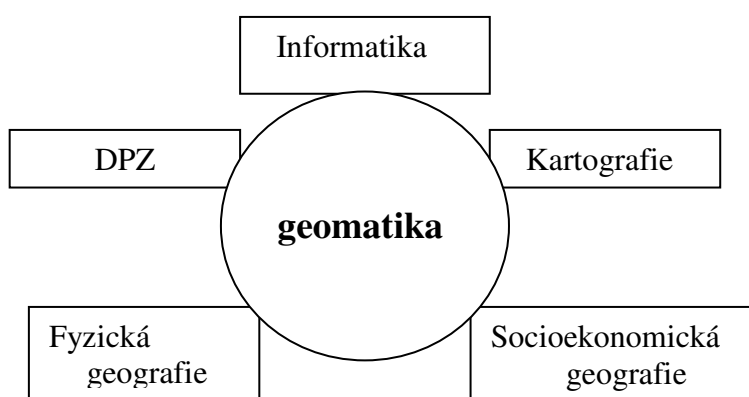 Informatika
DPZ
Kartografie
geomatika
Fyzická
geografie
Socioekonomická
geografie